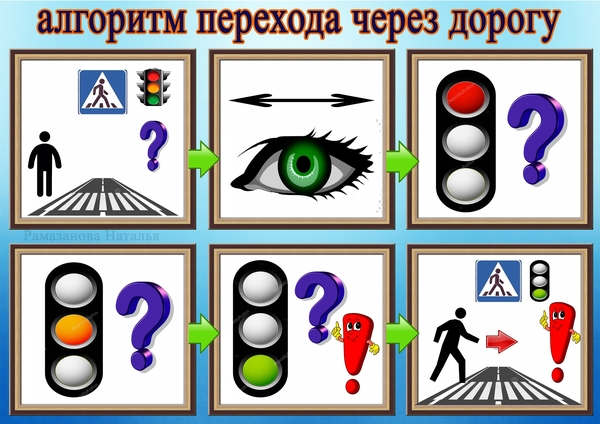 алгоритм перехода через дорогу
Рамазанова Наталья